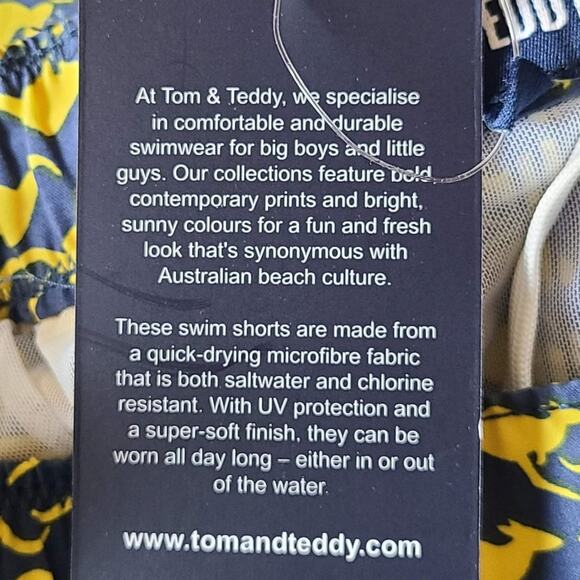 EDD
At Tom & Teddy, we specialise
in comfortable and durable
swimwear for big boys and little
guys. Our collections feature bold,
contemporary prints and bright,
sunny colours for a fun and fresh
look that's synonymous with
Australian beach culture.
These swim shorts are made from
a quick-drying microfibre fabric
that is both saltwater and chlorine
resistant. With UV protection and
a super-soft finish, they can be
worn all day long – either in or out
of the water.
www.tomandteddy.com